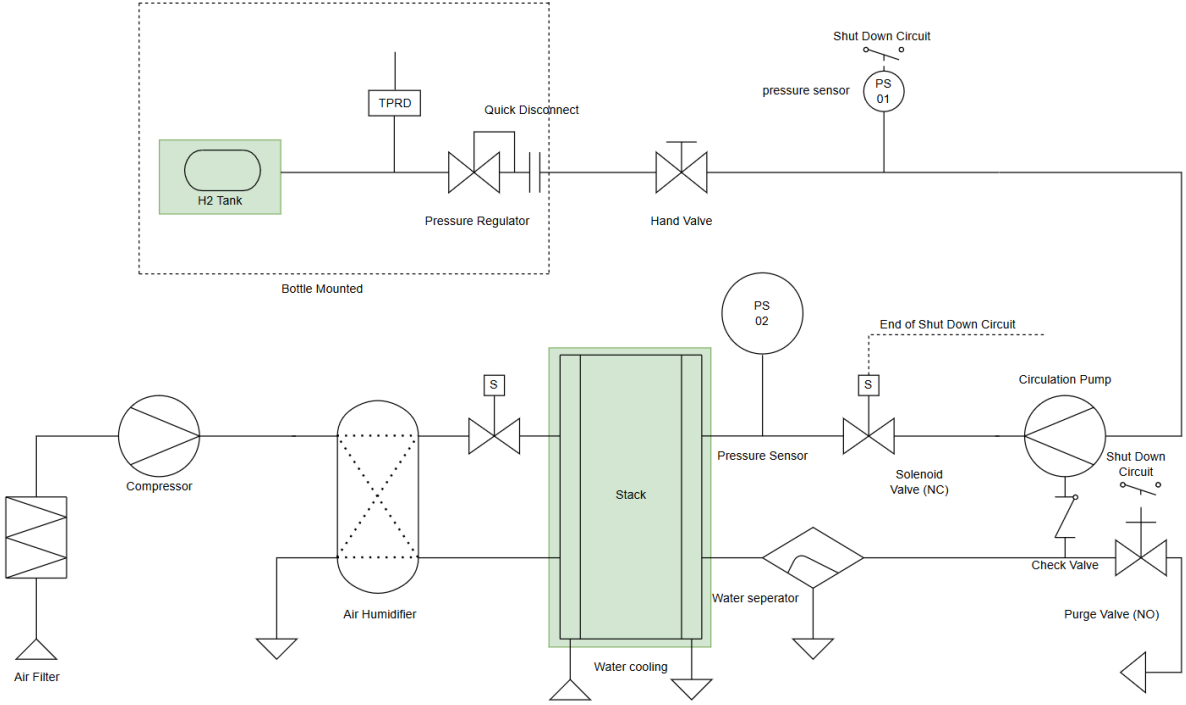 Shut Down Circuit
pressure sensor
PS
01
TPRD
Quick Disconnect
H2 Tank
Pressure Regulator
Hand Valve
Bottle Mounted
PS
02
End of Shut Down Circuit
S
S
Circulation Pump
Compressor
Pressure Sensor
Shut Down
Circuit
Solenoid
Valve (NC)
Stack
Check Valve
Air Humidifier
Water seperator
Purge Valve (NO)
Air Filter
Water cooling